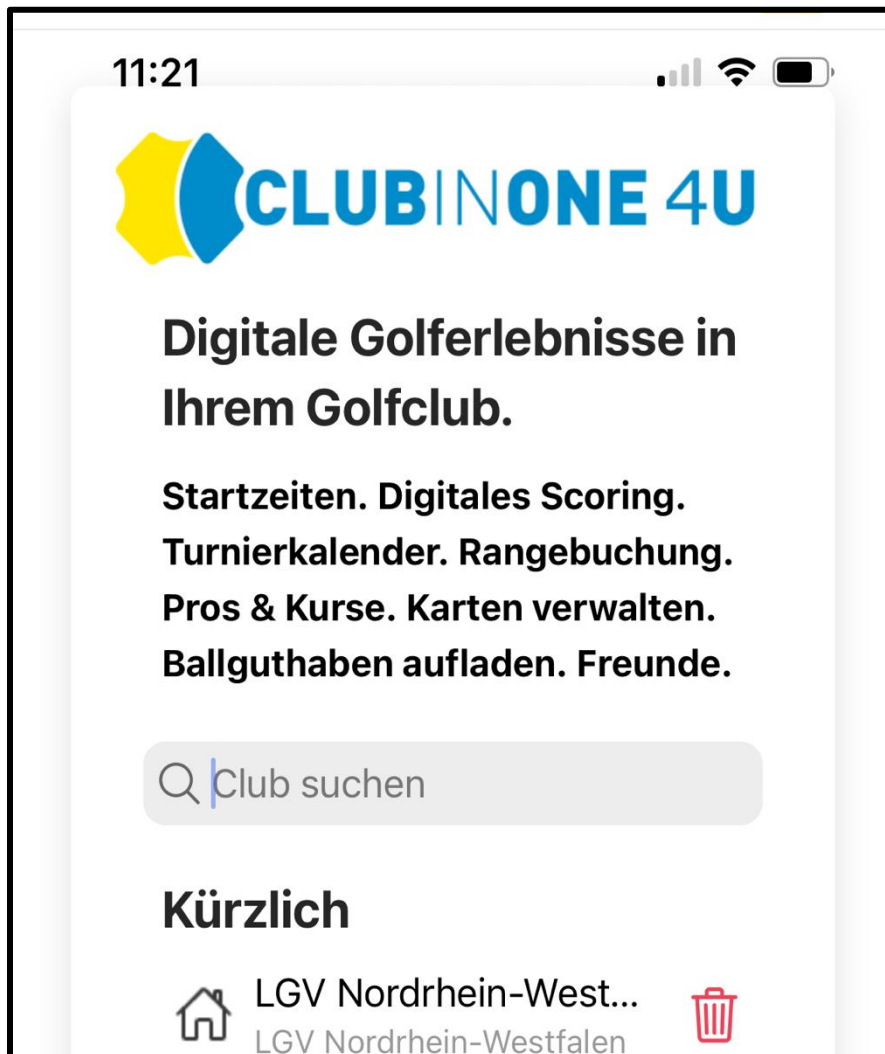 11:21
CLUBINONE 4U
Digitale Golferlebnisse in
Ihrem Golfclub.
Startzeiten. Digitales Scoring.
Turnierkalender. Rangebuchung.
Pros & Kurse. Karten verwalten.
Ballguthaben aufladen. Freunde.
Club suchen
Kürzlich
LGV Nordrhein-West...
LGV Nordrhein-Westfalen